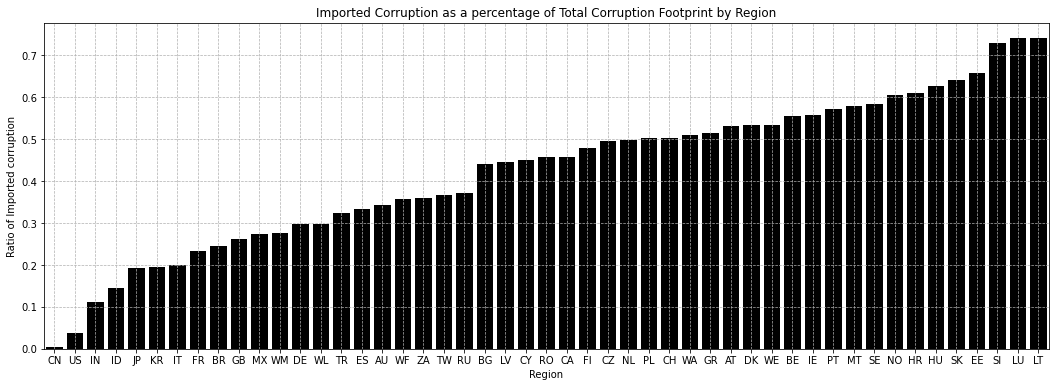 Imported Corruption as a percentage of Total Corruption Footprint by Region
Ratio of Imported corruption
0.7
0.6
0.5
0.4
0.3
0.2
0.1
0.0
CN US IN ID JP KR IT FR BR GB MX WM DE WL TR ES AU WF ZA TW RU BG LV CY RO CA FI CZ NL PL CH WA GR AT DK WE BE IE PT MT SE NO HR HU SK EE SI LU LT
Region